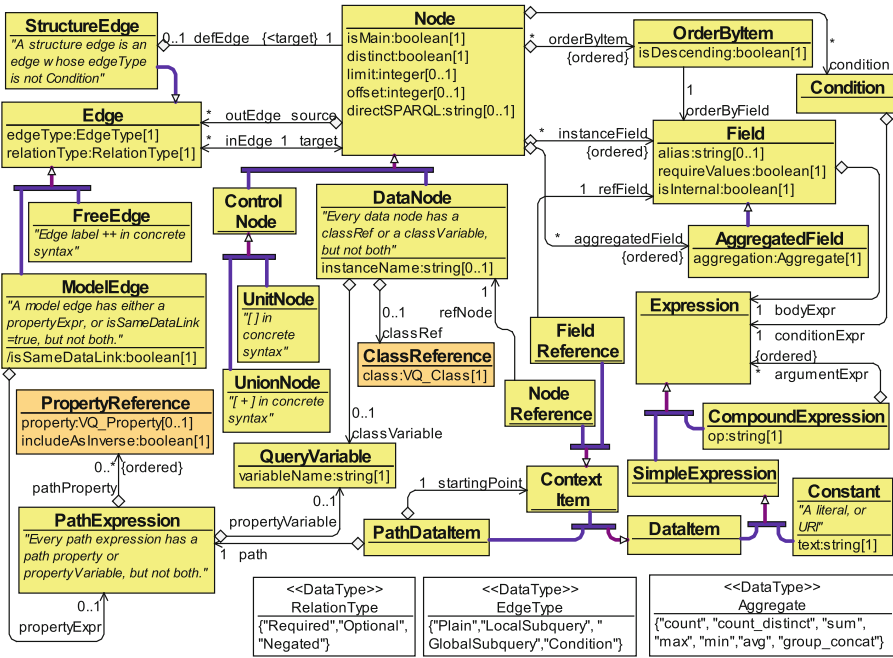 StructureEdge
"A structure edge is an
edge whose edgeType
is not Condition"
0..1 defEdge {<target} 1
Node
isMain:boolean[1]
distinct:boolean[1]
limit:integer[0..1]
offset:integer[0..1]
directSPARQL:string[0..1]
* orderByItem
{ordered}
OrderByItem
isDescending:boolean[1]
*
condition
Condition
1
orderByField
Edge
edgeType:EdgeType[1]
relationType:RelationType[1]
* outEdge source
* inEdge 1 target
* instanceField
{ordered}
Field
alias:string[0..1]
requireValues:boolean[1]
isInternal:boolean[1]
1 refField
* aggregatedField
{ordered}
AggregatedField
aggregation:Aggregate[1]
FreeEdge
"Edge label ++ in concrete
syntax"
Control
Node
DataNode
"Every data node has a
classRef or a classVariable,
but not both"
instanceName:string[0..1]
ModelEdge
"A model edge has either a
propertyExpr, or isSameDataLink
=true, but not both."
/isSameDataLink:boolean[1]
UnitNode
"[ ] in
concrete
syntax"
UnionNode
"[ + ] in concrete
syntax"
0..1
classRef
1
refNode
ClassReference
class:VQ_Class[1]
Field
Reference
Node
Reference
Expression
1 bodyExpr
1 conditionExpr
{ordered}
* argumentExpr
CompoundExpression
op:string[1]
PropertyReference
property:VQ_Property[0..1]
includeAsInverse:boolean[1]
0..* {ordered}
pathProperty
0..1
classVariable
QueryVariable
variableName:string[1]
0..1
propertyVariable
1 startingPoint
Context
Item
SimpleExpression
Constant
"A literal, or
URI"
text:string[1]
PathExpression
"Every path expression has a
path property or
propertyVariable, but not both."
1 path
PathDataItem
DataItem
0..1
propertyExpr
<<DataType>>
RelationType
{"Required","Optional",
"Negated"}
<<DataType>>
EdgeType
{"Plain","LocalSubquery", "
GlobalSubquery","Condition"}
<<DataType>>
Aggregate
{"count", "count_distinct", "sum",
"max", "min","avg", "group_concat"}